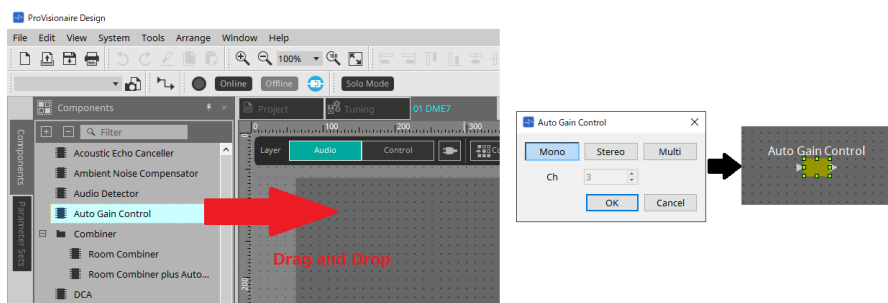 ProVisionaire Design
File Edit View System Tools Arrange Window Help
100%
Online Offline Solo Mode
Components
Project Tuning 01 DME7
Filter
0 100 200 300
Layer Audio Control
Components
Parameter Sets
Acoustic Echo Canceller
Ambient Noise Compensator
Audio Detector
Auto Gain Control
Combiner
Room Combiner
Room Combiner plus Auto...
DCA
Drag and Drop
200
Auto Gain Control
Mono Stereo Multi
Ch 3
OK Cancel
Auto Gain Control